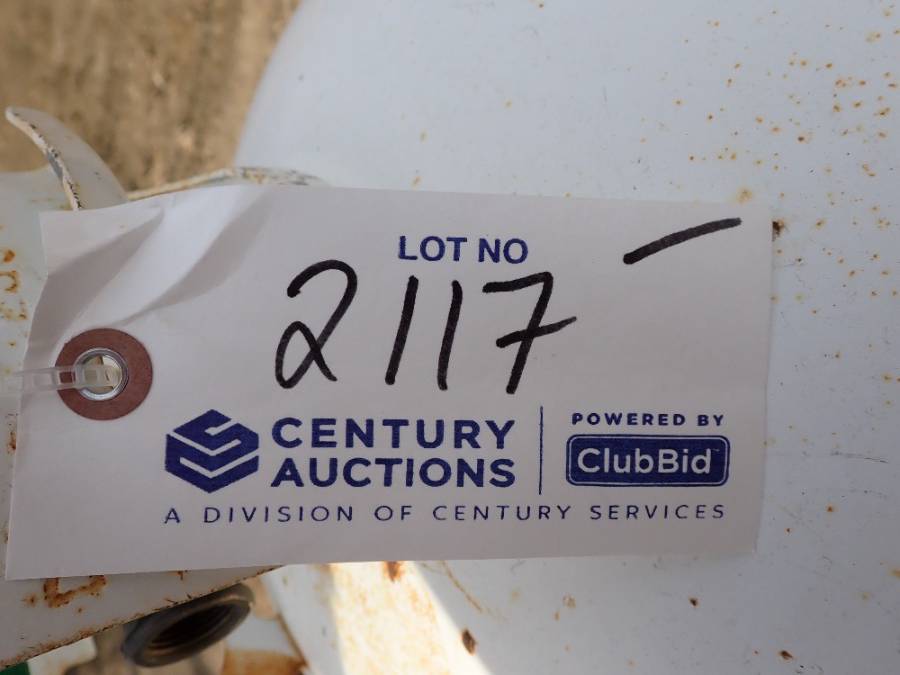 LOT NO
2117 -
CENTURY
AUCTIONS
POWERED BY
ClubBid
A DIVISION OF CENTURY SERVICES